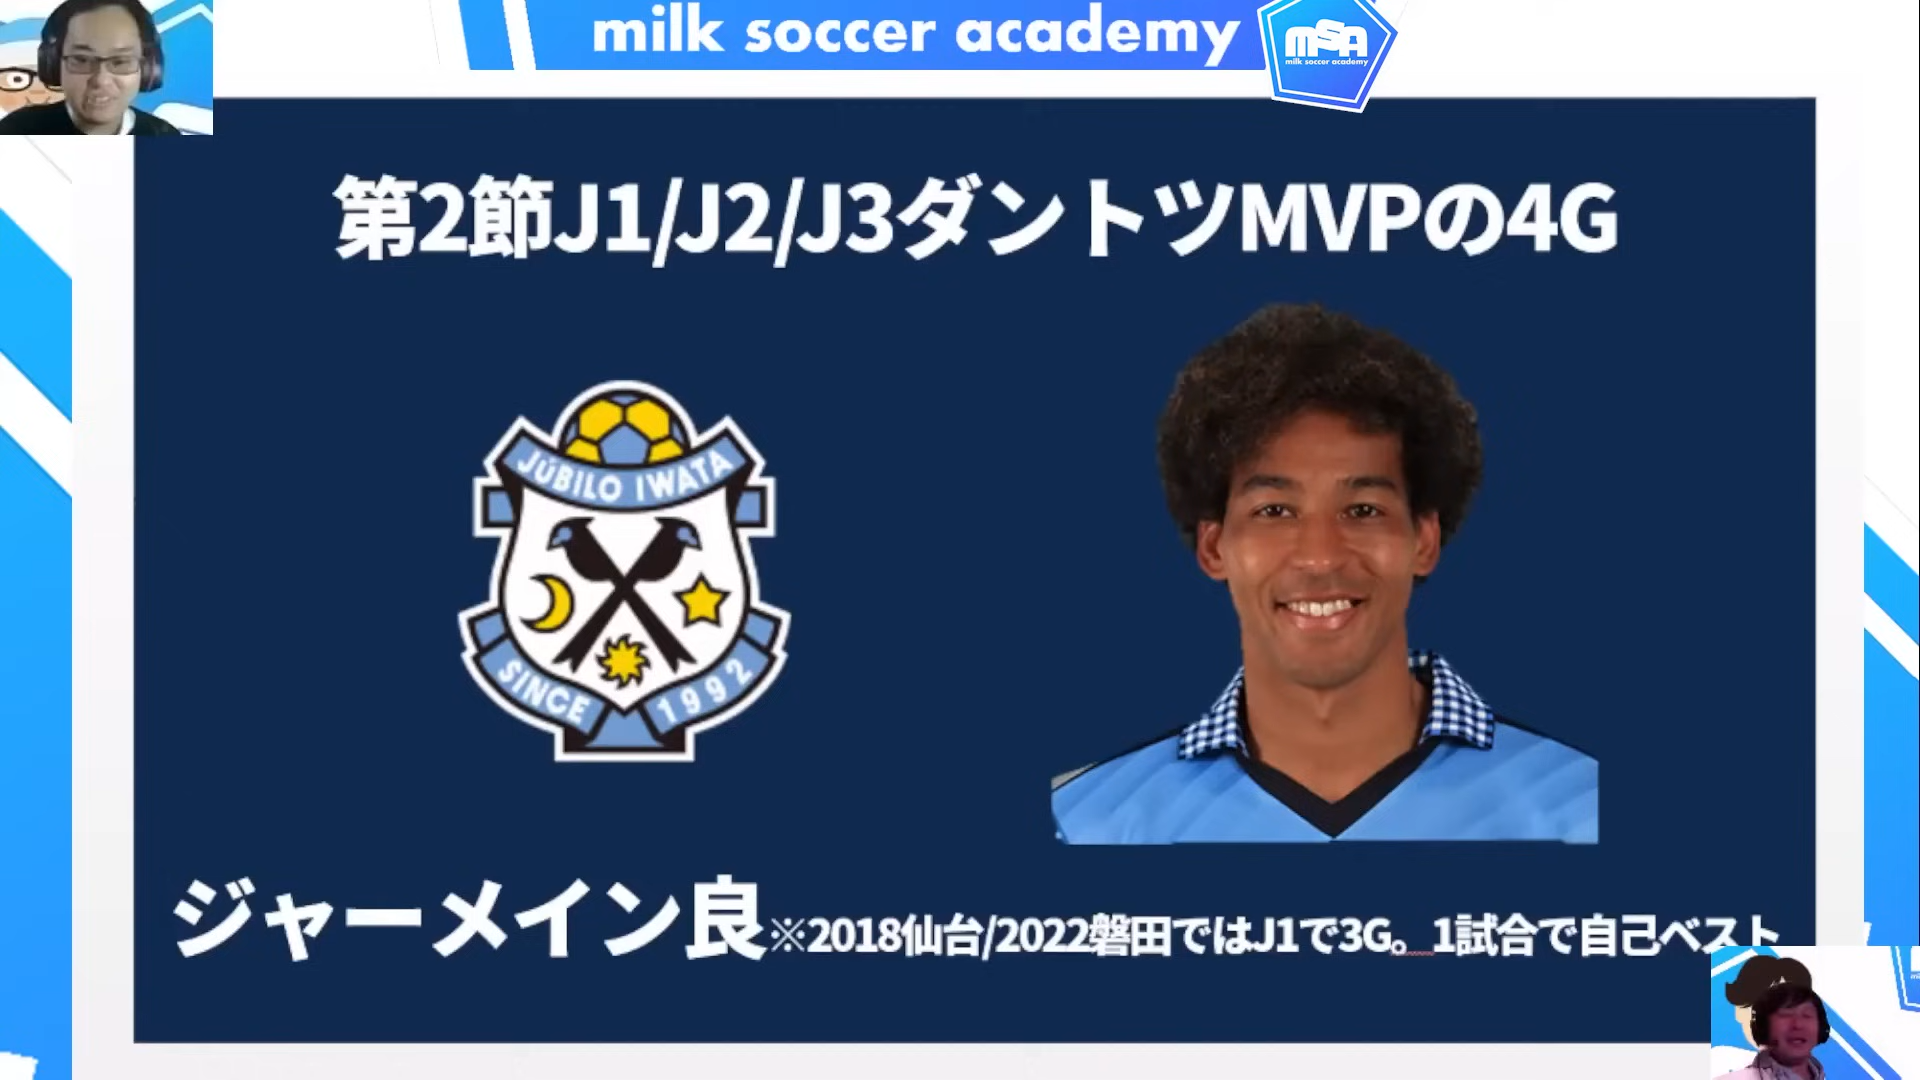 milk soccer academy
MSA
milk soccer academy
第2節J1/J2/J3ダントツMVPの4G
JÚBILO IWATA
SINCE 1992
ジャーメイン良※2018仙台/2022磐田ではJ1で3G。1試合で自己ベスト